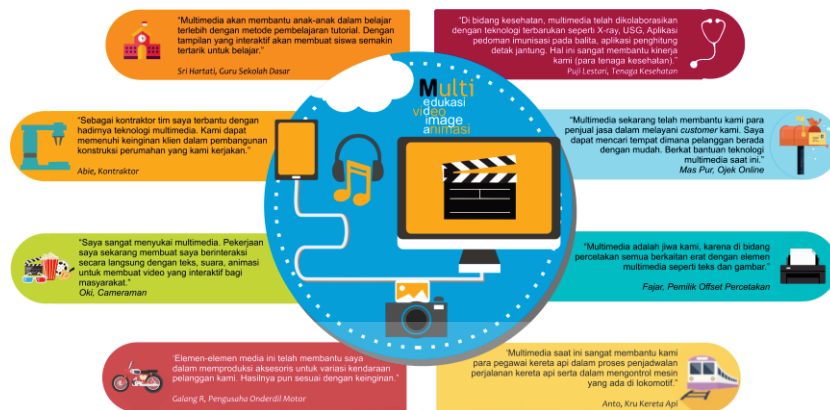 "Multimedia akan membantu anak-anak dalam belajar
terlebih dengan metode pembelajaran tutorial. Dengan
tampilan yang interaktif akan membuat siswa semakin
tertarik untuk belajar."
Sri Hartati, Guru Sekolah Dasar
"Di bidang kesehatan, multimedia telah dikolaborasikan
dengan teknologi terbarukan seperti X-ray, USG, Aplikasi
pedoman imunisasi pada balita, aplikasi penghitung
detak jantung. Hal ini sangat membantu kinerja
kami (para tenaga kesehatan)."
Puji Lestari, Tenaga Kesehatan
Multi
edukasi
video
image
animasi
"Sebagai kontraktor tim saya terbantu dengan
hadirnya teknologi multimedia. Kami dapat
memenuhi keinginan klien dalam pembangunan
konstruksi perumahan yang kami kerjakan."
Abie, Kontraktor
"Multimedia sekarang telah membantu kami para
penjual jasa dalam melayani customer kami. Saya
dapat mencari tempat dimana pelanggan berada
dengan mudah. Berkat bantuan teknologi
multimedia saat ini."
Mas Pur, Ojek Online
"Saya sangat menyukai multimedia. Pekerjaan
saya sekarang membuat saya berinteraksi
secara langsung dengan teks, suara, animasi
untuk membuat video yang interaktif bagi
masyarakat."
Oki, Cameraman
"Multimedia adalah jiwa kami, karena di bidang
percetakan semua berkaitan erat dengan elemen
multimedia seperti teks dan gambar."
Fajar, Pemilik Offset Percetakan
"Elemen-elemen media ini telah membantu saya
dalam memproduksi aksesoris untuk variasi kendaraan
pelanggan kami. Hasilnya pun sesuai dengan keinginan."
Galang R, Pengusaha Onderdil Motor
"Multimedia saat ini sangat membantu kami
para pegawai kereta api dalam proses penjadwalan
perjalanan kereta api serta dalam mengontrol mesin
yang ada di lokomotif."
Anto, Kru Kereta Api